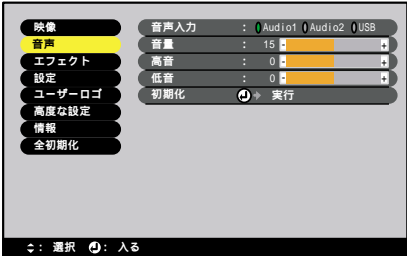 映像
音声
エフェクト
設定
ユーザーロゴ
高度な設定
情報
全初期化
音声入力 : Audio1 Audio2 USB
音量 : 15 - +
高音 : 0 - +
低音 : 0 - +
初期化 実行
: 選択 : 入る